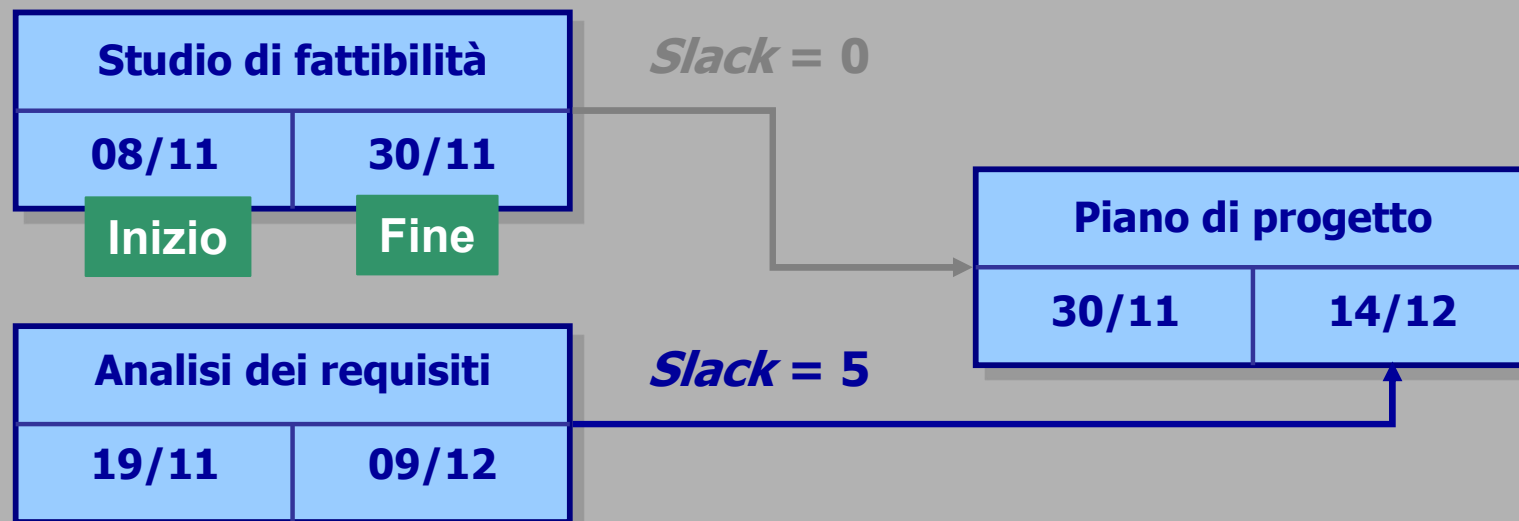 Studio di fattibilità
08/11 30/11
Inizio Fine
Slack = 0
Piano di progetto
30/11 14/12
Analisi dei requisiti
19/11 09/12
Slack = 5